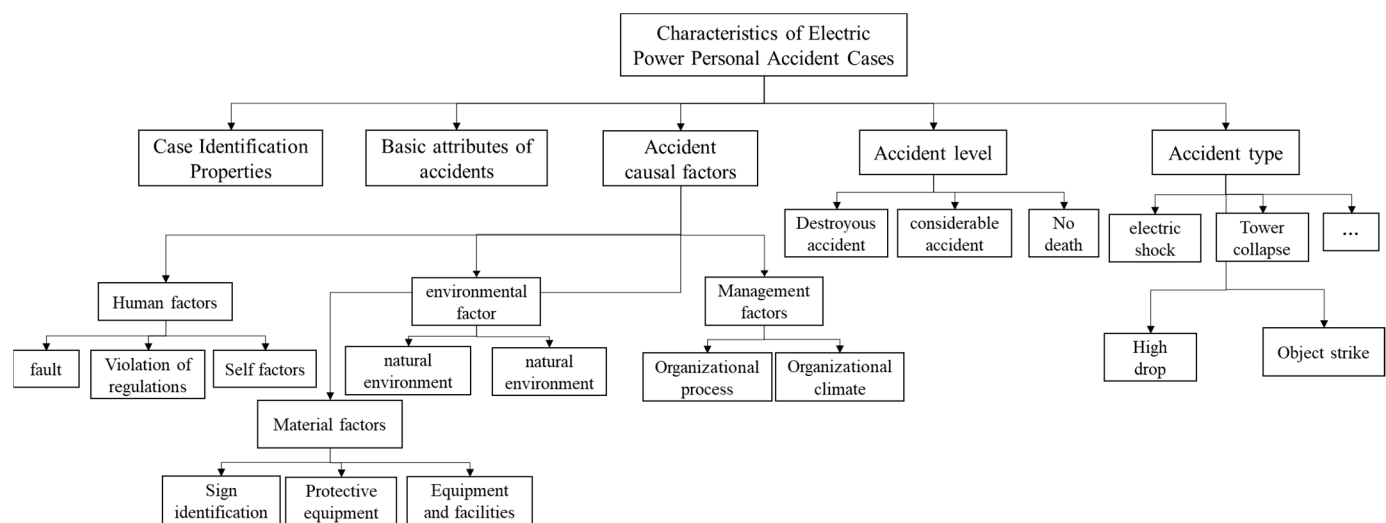 Characteristics of Electric
Power Personal Accident Cases
Case Identification
Properties
Basic attributes of
accidents
Accident
causal factors
Accident level
Accident type
Destroyous
accident
considerable
accident
No
death
electric
shock
Tower
collapse
...
Human factors
environmental
factor
Management
factors
High
drop
Object strike
fault
Violation of
regulations
Self factors
natural
environment
natural
environment
Organizational
process
Organizational
climate
Material factors
Sign
identification
Protective
equipment
Equipment
and facilities